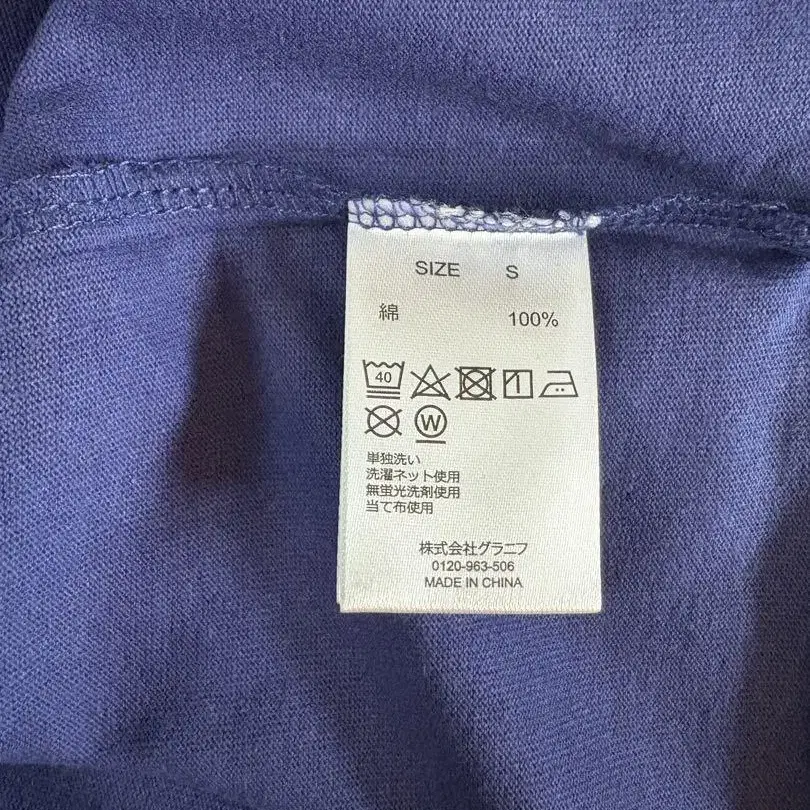 SIZE S
綿 100%
40
W
単独洗い
洗濯ネット使用
無蛍光洗剤使用
当て布使用
株式会社グラニフ
0120-963-506
MADE IN CHINA